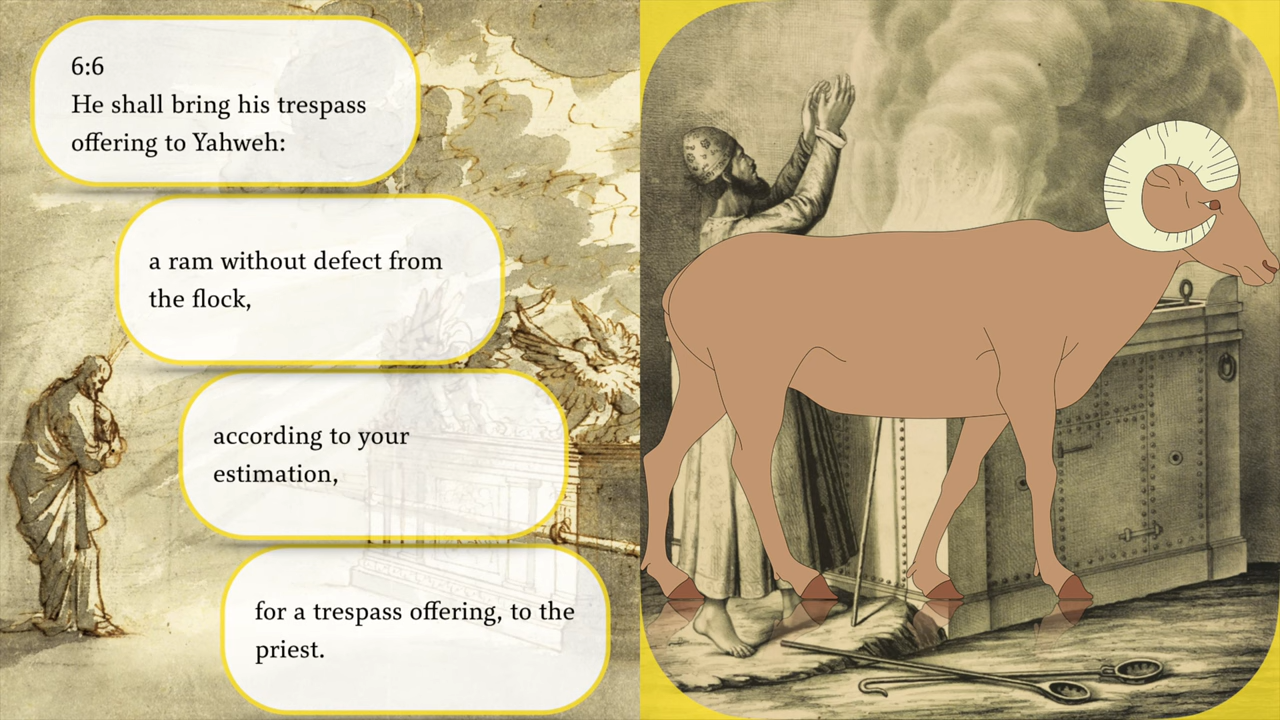 6:6
He shall bring his trespass
offering to Yahweh:
a ram without defect from
the flock,
according to your
estimation,
for a trespass offering, to the
priest.